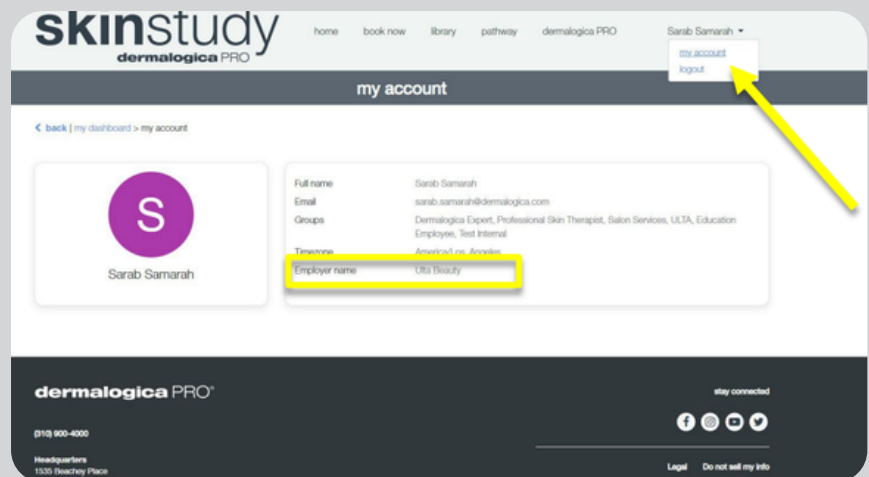 skinstudy
dermalogica PRO
home book now library pathway dermalogica PRO Sarab Samarah
my account
logout
my account
back | my dashboard > my account
S
Sarab Samarah
Full name Sarab Samarah
Email sarab.samarah@dermalogica.com
Groups Dermalogica Expert, Professional Skin Therapist, Salon Services, ULTA, Education
Employee, Test Internal
Timezone America/Los_Angeles
Employer name Ulta Beauty
dermalogica PRO®
stay connected
(310) 900-4000
Headquarters
1535 Beachey Place
Legal Do not sell my info